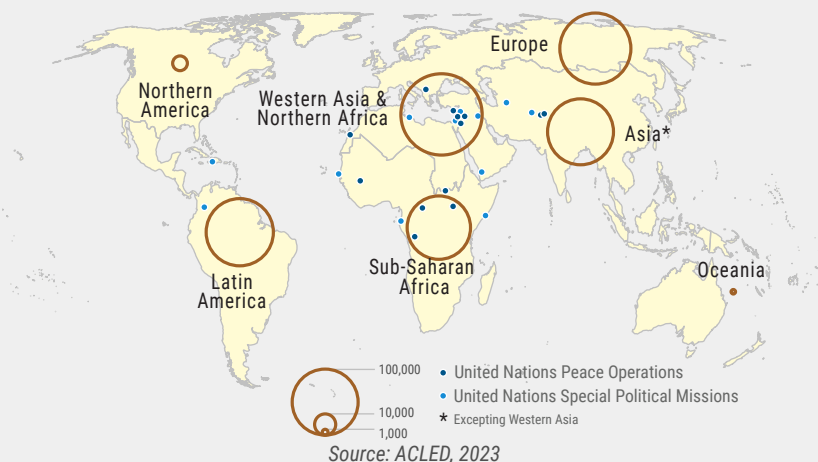 Europe
Northern
America
Western Asia &
Northern Africa
Asia*
Latin
America
Sub-Saharan
Africa
Oceania
100,000
10,000
1,000
United Nations Peace Operations
United Nations Special Political Missions
* Excepting Western Asia
Source: ACLED, 2023